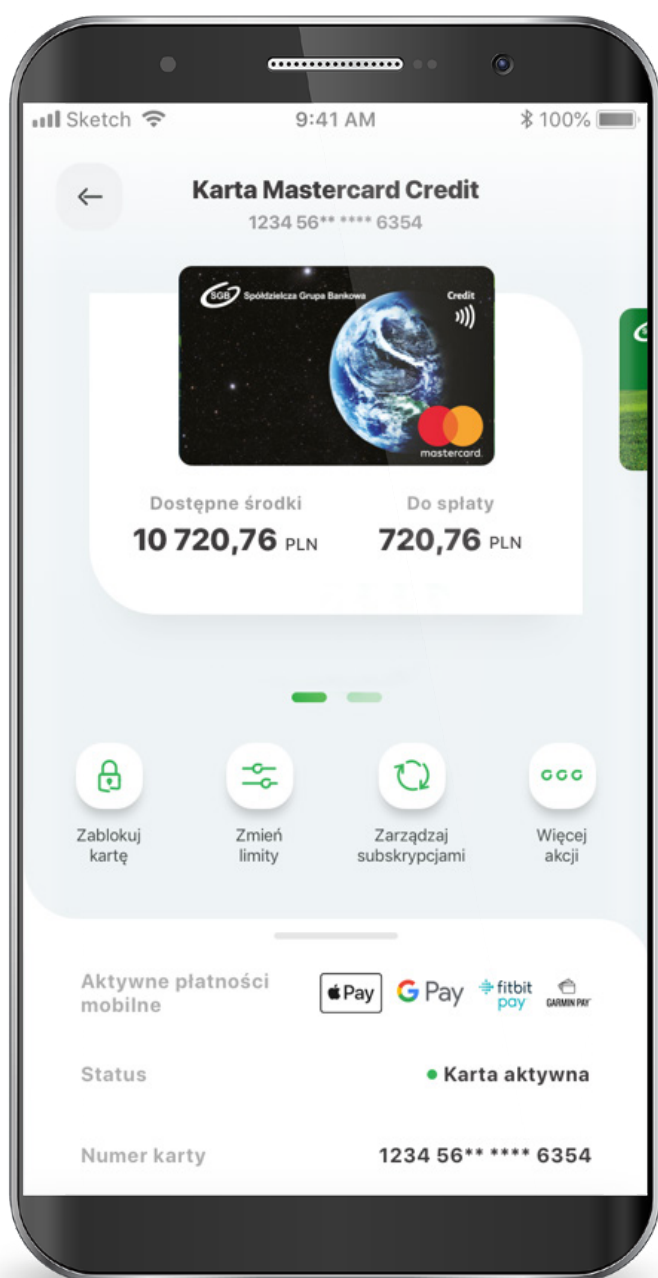 Sketch 9:41 AM 100%
Karta Mastercard Credit
1234 56** **** 6354
SGB Spółdzielcza Grupa Bankowa Credit
mastercard.
Dostępne środki Do spłaty
10 720,76 PLN 720,76 PLN
Zablokuj
kartę
Zmień
limity
Zarządzaj
subskrypcjami
Więcej
akcji
Aktywne płatności
mobilne
Pay G Pay fitbit
pay GARMIN PAY
Status Karta aktywna
Numer karty 1234 56** **** 6354